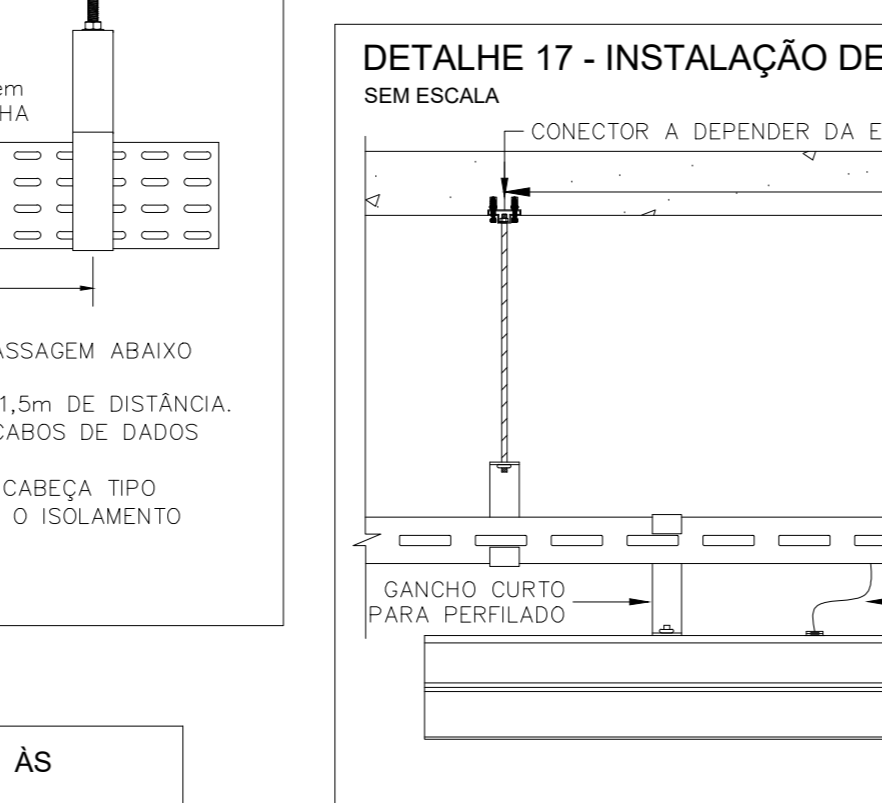 em
HA
ASSAGEM ABAIXO
1,5m DE DISTÂNCIA.
CABOS DE DADOS
CABEÇA TIPO
O ISOLAMENTO
ÀS
DETALHE 17 - INSTALAÇÃO DE
SEM ESCALA
CONECTOR A DEPENDER DA E
GANCHO CURTO
PARA PERFILADO